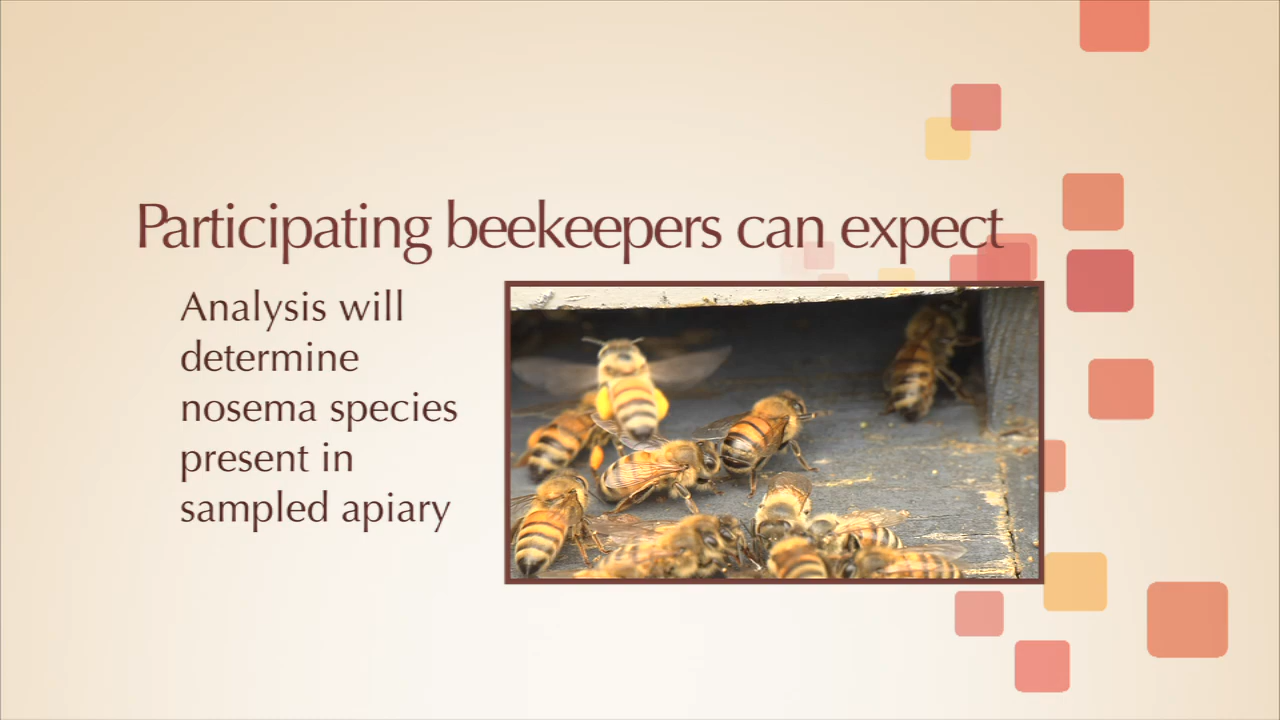 Participating beekeepers can expect
Analysis will
determine
nosema species
present in
sampled apiary